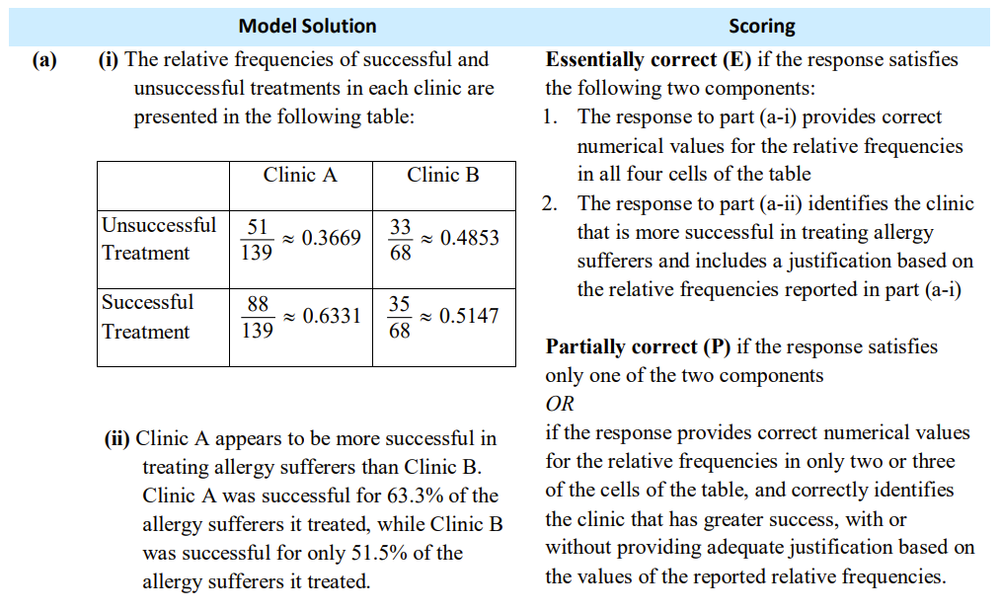 Model Solution
Scoring
(a)
(i) The relative frequencies of successful and
unsuccessful treatments in each clinic are
presented in the following table:
Clinic A
Clinic B
Unsuccessful
Treatment
51/139 ≈ 0.3669
33/68 ≈ 0.4853
Successful
Treatment
88/139 ≈ 0.6331
35/68 ≈ 0.5147
(ii) Clinic A appears to be more successful in
treating allergy sufferers than Clinic B.
Clinic A was successful for 63.3% of the
allergy sufferers it treated, while Clinic B
was successful for only 51.5% of the
allergy sufferers it treated.
Essentially correct (E) if the response satisfies
the following two components:
1. The response to part (a-i) provides correct
numerical values for the relative frequencies
in all four cells of the table
2. The response to part (a-ii) identifies the clinic
that is more successful in treating allergy
sufferers and includes a justification based on
the relative frequencies reported in part (a-i)
Partially correct (P) if the response satisfies
only one of the two components
OR
if the response provides correct numerical values
for the relative frequencies in only two or three
of the cells of the table, and correctly identifies
the clinic that has greater success, with or
without providing adequate justification based on
the values of the reported relative frequencies.